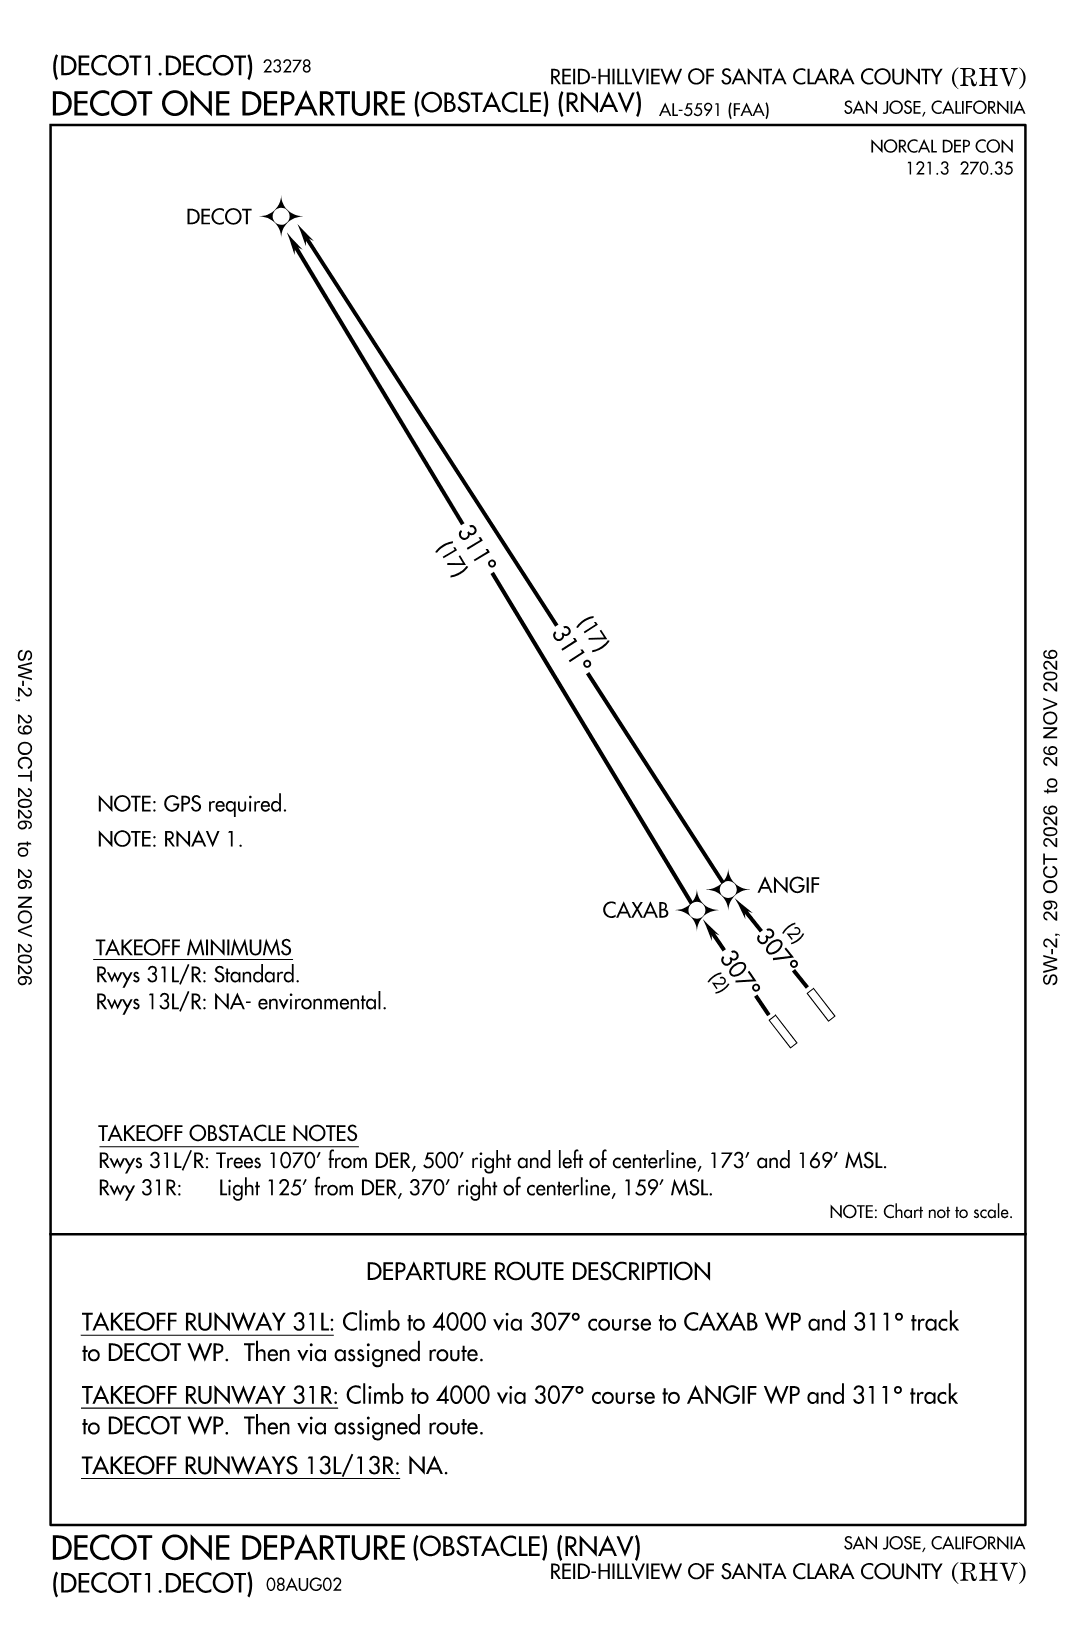 (DECOT1.DECOT) 23278
REID-HILLVIEW OF SANTA CLARA COUNTY (RHV)
DECOT ONE DEPARTURE (OBSTACLE) (RNAV) AL-5591 (FAA)
SAN JOSE, CALIFORNIA
NORCAL DEP CON
121.3 270.35
DECOT
311°
(17)
(17)
311°
SW-2, 29 OCT 2026 to 26 NOV 2026
SW-2, 29 OCT 2026 to 26 NOV 2026
NOTE: GPS required.
NOTE: RNAV 1.
ANGIF
CAXAB
(2)
307°
307°
(2)
TAKEOFF MINIMUMS
Rwys 31L/R: Standard.
Rwys 13L/R: NA- environmental.
TAKEOFF OBSTACLE NOTES
Rwys 31L/R: Trees 1070’ from DER, 500’ right and left of centerline, 173’ and 169’ MSL.
Rwy 31R: Light 125’ from DER, 370’ right of centerline, 159’ MSL.
NOTE: Chart not to scale.
DEPARTURE ROUTE DESCRIPTION
TAKEOFF RUNWAY 31L: Climb to 4000 via 307° course to CAXAB WP and 311° track
to DECOT WP. Then via assigned route.
TAKEOFF RUNWAY 31R: Climb to 4000 via 307° course to ANGIF WP and 311° track
to DECOT WP. Then via assigned route.
TAKEOFF RUNWAYS 13L/13R: NA.
DECOT ONE DEPARTURE (OBSTACLE) (RNAV)
SAN JOSE, CALIFORNIA
REID-HILLVIEW OF SANTA CLARA COUNTY (RHV)
(DECOT1.DECOT) 08AUG02